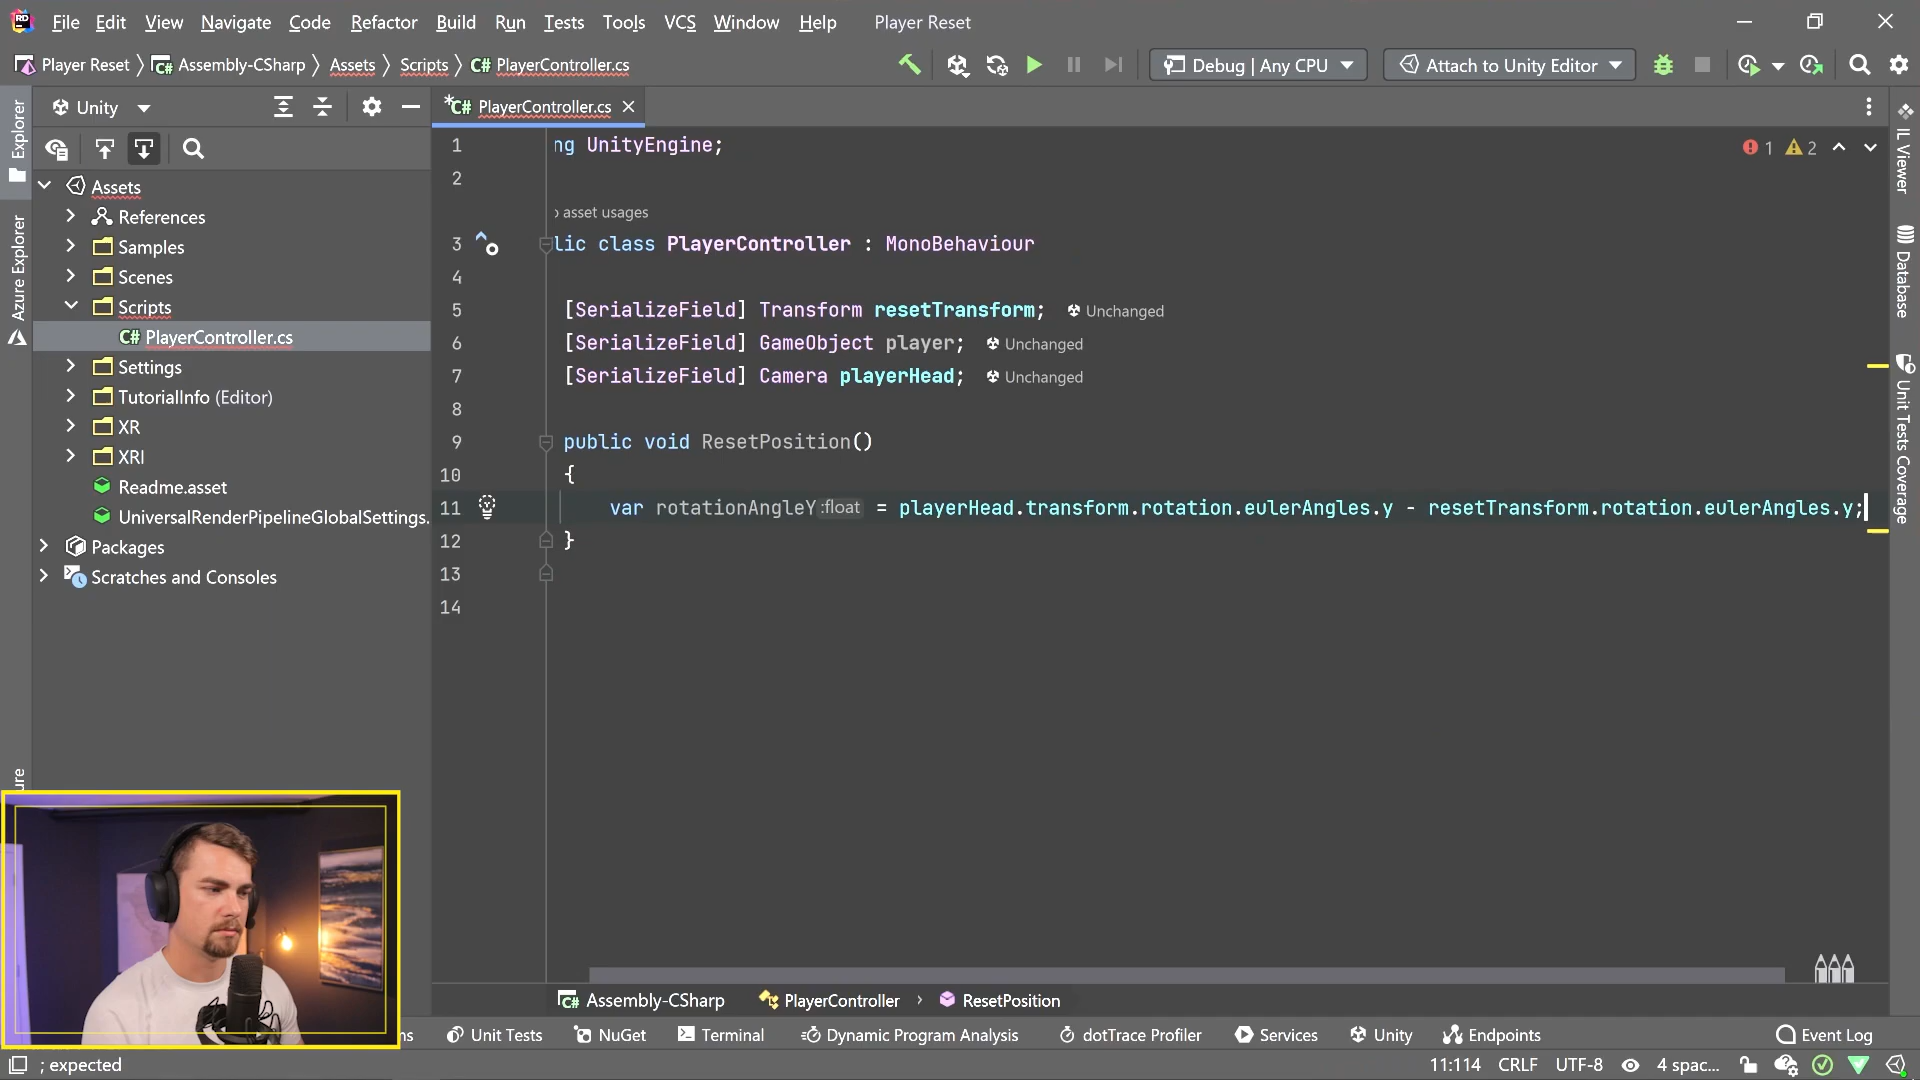 File Edit View Navigate Code Refactor Build Run Tests Tools VCS Window Help Player Reset
Player Reset Assembly-CSharp Assets Scripts C# PlayerController.cs Debug | Any CPU Attach to Unity Editor
Unity
C# PlayerController.cs
Explorer
Azure Explorer
Assets
References
Samples
Scenes
Scripts
C# PlayerController.cs
Settings
TutorialInfo (Editor)
XR
XRI
Readme.asset
UniversalRenderPipelineGlobalSettings.
Packages
Scratches and Consoles
1 ng UnityEngine;
2
asset usages
3 lic class PlayerController : MonoBehaviour
4
5 [SerializeField] Transform resetTransform; Unchanged
6 [SerializeField] GameObject player; Unchanged
7 [SerializeField] Camera playerHead; Unchanged
8
9 public void ResetPosition()
10 {
11 var rotationAngleY :float = playerHead.transform.rotation.eulerAngles.y - resetTransform.rotation.eulerAngles.y;
12 }
13
14
1 2
IL Viewer
Database
Unit Tests Coverage
Assembly-CSharp PlayerController ResetPosition
Unit Tests NuGet Terminal Dynamic Program Analysis dotTrace Profiler Services Unity Endpoints Event Log
; expected 11:114 CRLF UTF-8 4 spac...